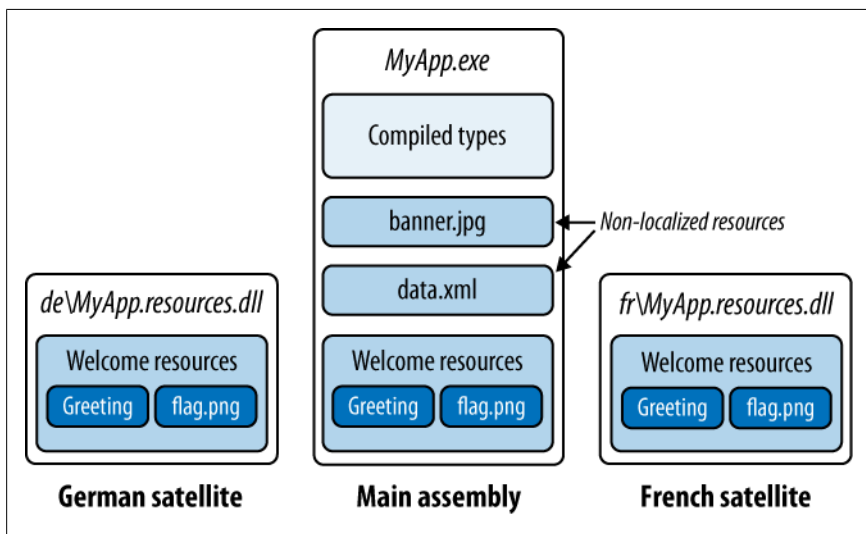 MyApp.exe
Compiled types
banner.jpg
Non-localized resources
data.xml
de\MyApp.resources.dll
Welcome resources
Greeting
flag.png
Welcome resources
Greeting
flag.png
fr\MyApp.resources.dll
Welcome resources
Greeting
flag.png
German satellite
Main assembly
French satellite